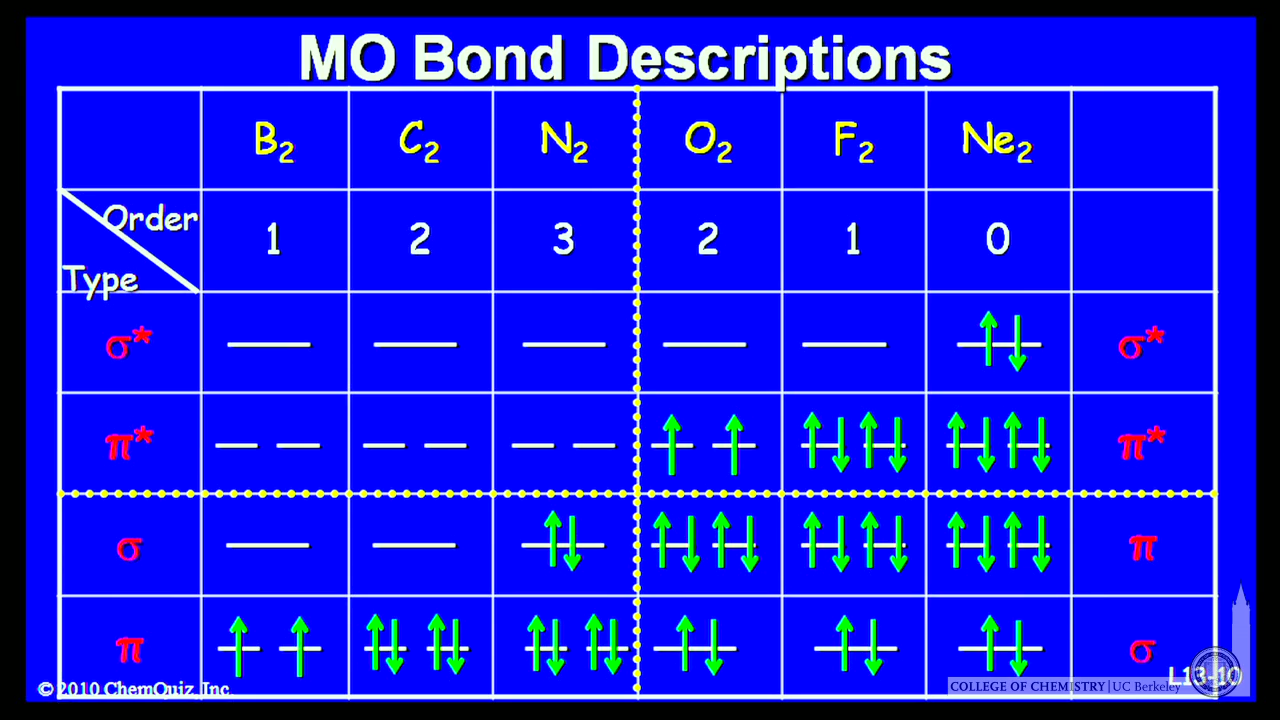 MO Bond Descriptions
B₂ C₂ N₂ O₂ F₂ Ne₂
Order
Type
1 2 3 2 1 0
σ* σ*
π* π*
σ π
π σ
© 2010 ChemQuiz, Inc.
COLLEGE OF CHEMISTRY | UC Berkeley
L13-10